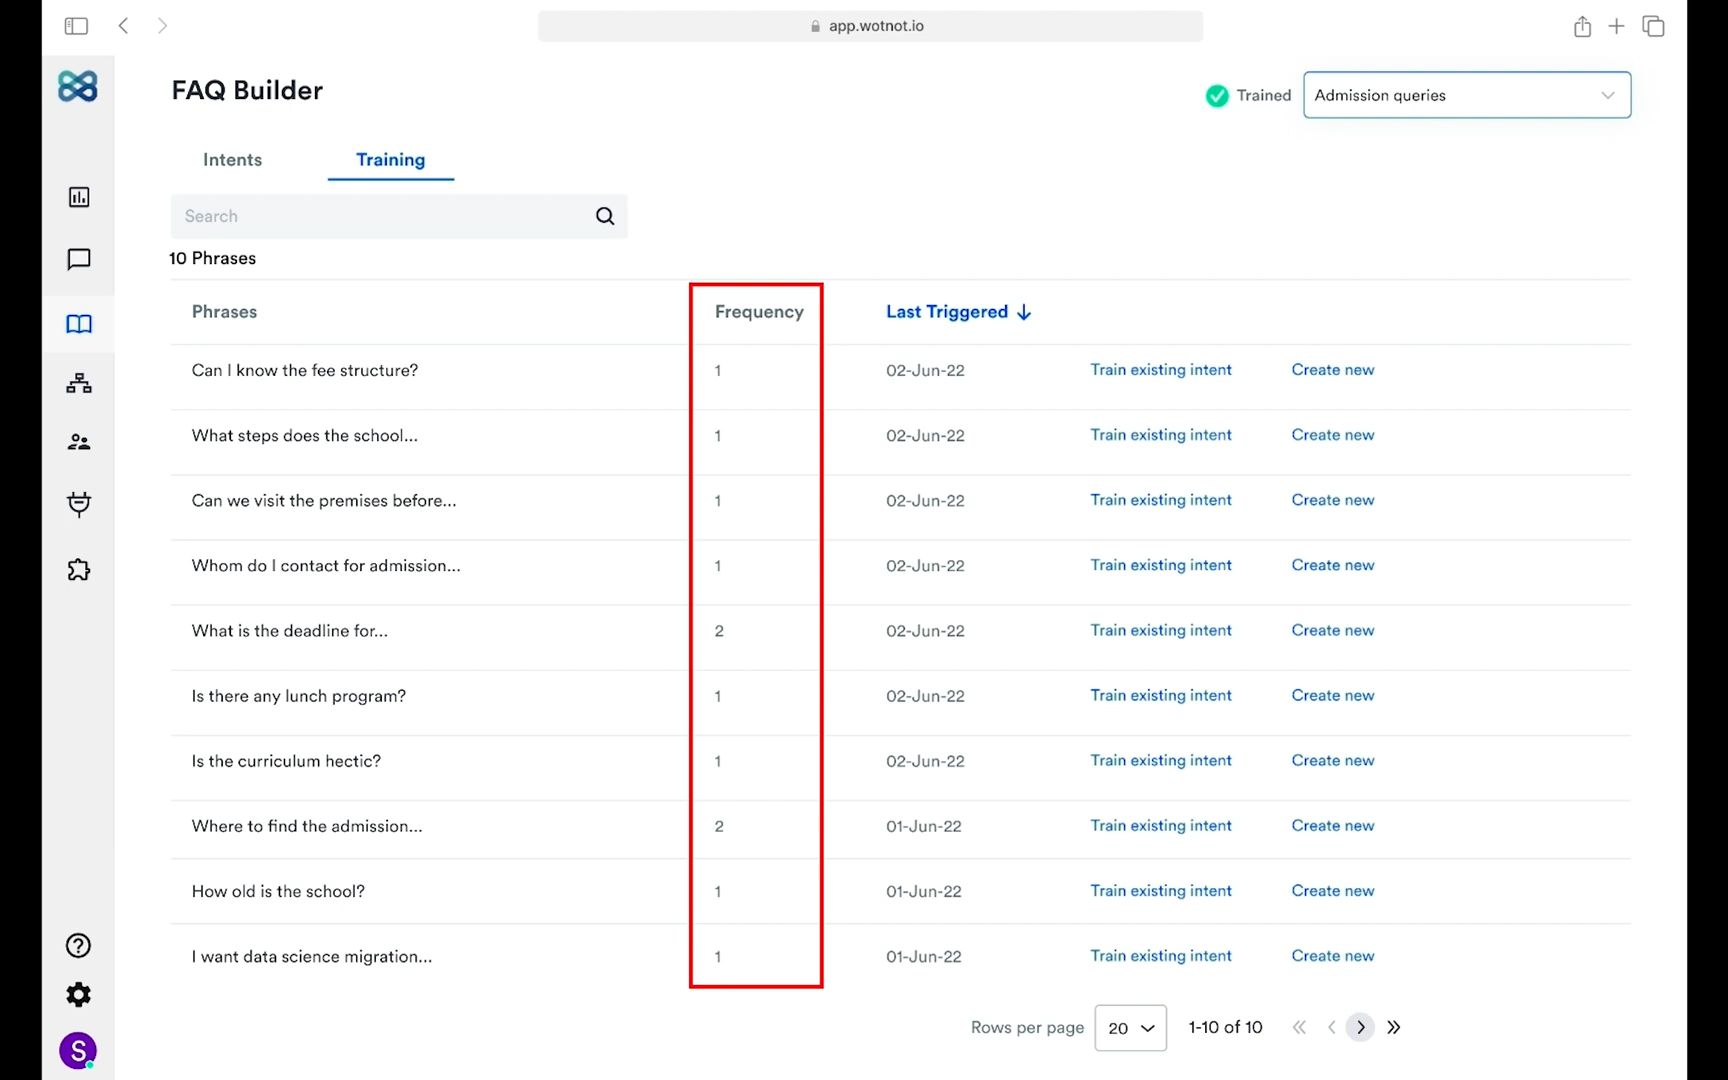 app.wotnot.io
FAQ Builder
Trained
Admission queries
Intents Training
Search
10 Phrases
Phrases Frequency Last Triggered
Can I know the fee structure? 1 02-Jun-22 Train existing intent Create new
What steps does the school... 1 02-Jun-22 Train existing intent Create new
Can we visit the premises before... 1 02-Jun-22 Train existing intent Create new
Whom do I contact for admission... 1 02-Jun-22 Train existing intent Create new
What is the deadline for... 2 02-Jun-22 Train existing intent Create new
Is there any lunch program? 1 02-Jun-22 Train existing intent Create new
Is the curriculum hectic? 1 02-Jun-22 Train existing intent Create new
Where to find the admission... 2 01-Jun-22 Train existing intent Create new
How old is the school? 1 01-Jun-22 Train existing intent Create new
I want data science migration... 1 01-Jun-22 Train existing intent Create new
Rows per page 20 1-10 of 10
S